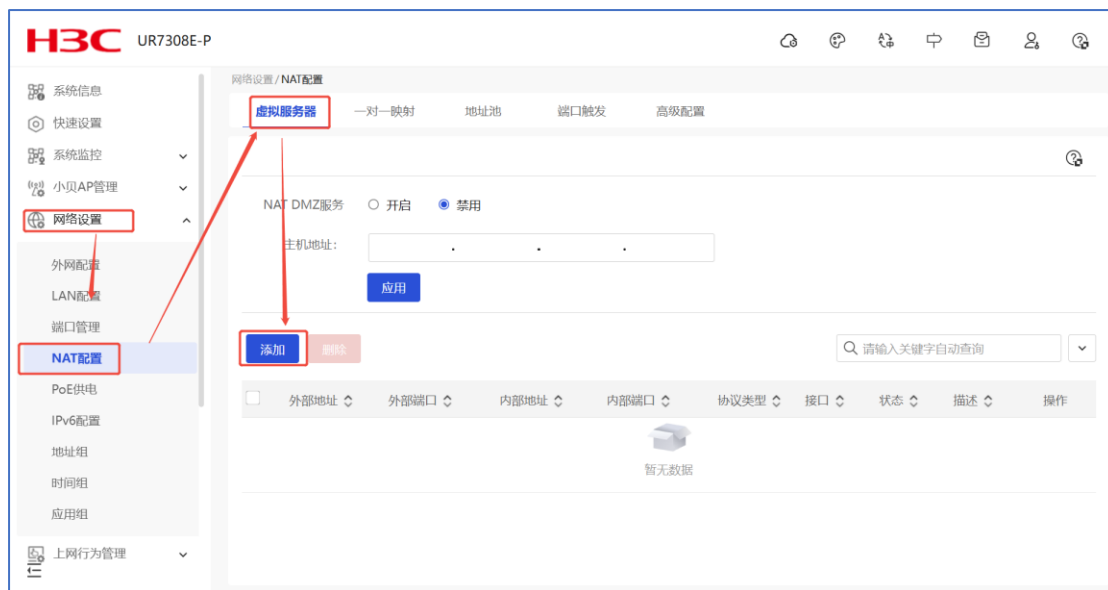 H3C UR7308E-P
网络设置/NAT配置
系统信息
快速设置
系统监控
小贝AP管理
网络设置
外网配置
LAN配置
端口管理
NAT配置
PoE供电
IPv6配置
地址组
时间组
应用组
上网行为管理
虚拟服务器 一对一映射 地址池 端口触发 高级配置
NAT DMZ服务 开启 禁用
主机地址: . . .
应用
添加 删除 请输入关键字自动查询
外部地址 外部端口 内部地址 内部端口 协议类型 接口 状态 描述 操作
暂无数据